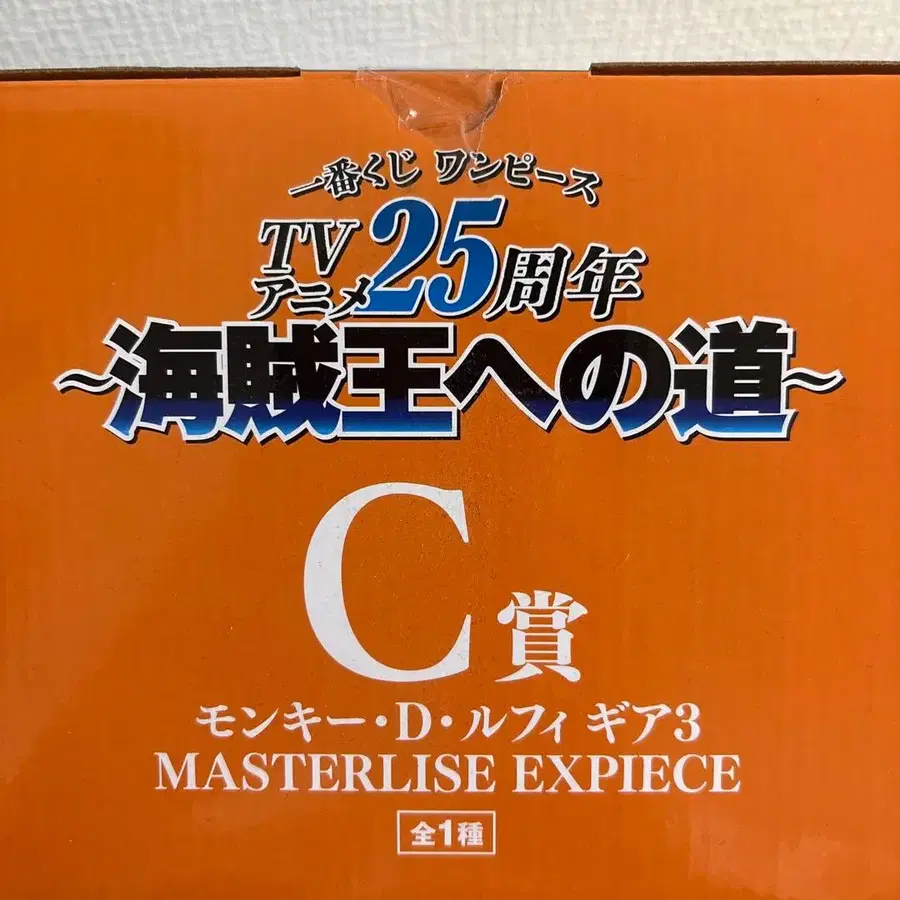 一番くじ ワンピース
TVアニメ25周年
～海賊王への道～
C賞
モンキー・D・ルフィ ギア3
MASTERLISE EXPIECE
全1種